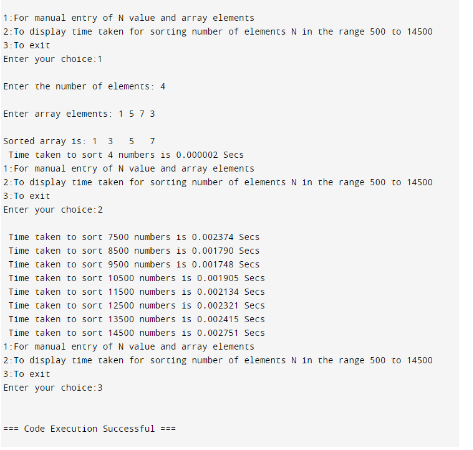 1:For manual entry of N value and array elements
2:To display time taken for sorting number of elements N in the range 500 to 14500
3:To exit
Enter your choice:1
Enter the number of elements: 4
Enter array elements: 1 5 7 3
Sorted array is: 1 3 5 7
Time taken to sort 4 numbers is 0.000002 Secs
1:For manual entry of N value and array elements
2:To display time taken for sorting number of elements N in the range 500 to 14500
3:To exit
Enter your choice:2
Time taken to sort 7500 numbers is 0.002374 Secs
Time taken to sort 8500 numbers is 0.001790 Secs
Time taken to sort 9500 numbers is 0.001748 Secs
Time taken to sort 10500 numbers is 0.001905 Secs
Time taken to sort 11500 numbers is 0.002134 Secs
Time taken to sort 12500 numbers is 0.002321 Secs
Time taken to sort 13500 numbers is 0.002415 Secs
Time taken to sort 14500 numbers is 0.002751 Secs
1:For manual entry of N value and array elements
2:To display time taken for sorting number of elements N in the range 500 to 14500
3:To exit
Enter your choice:3
=== Code Execution Successful ===